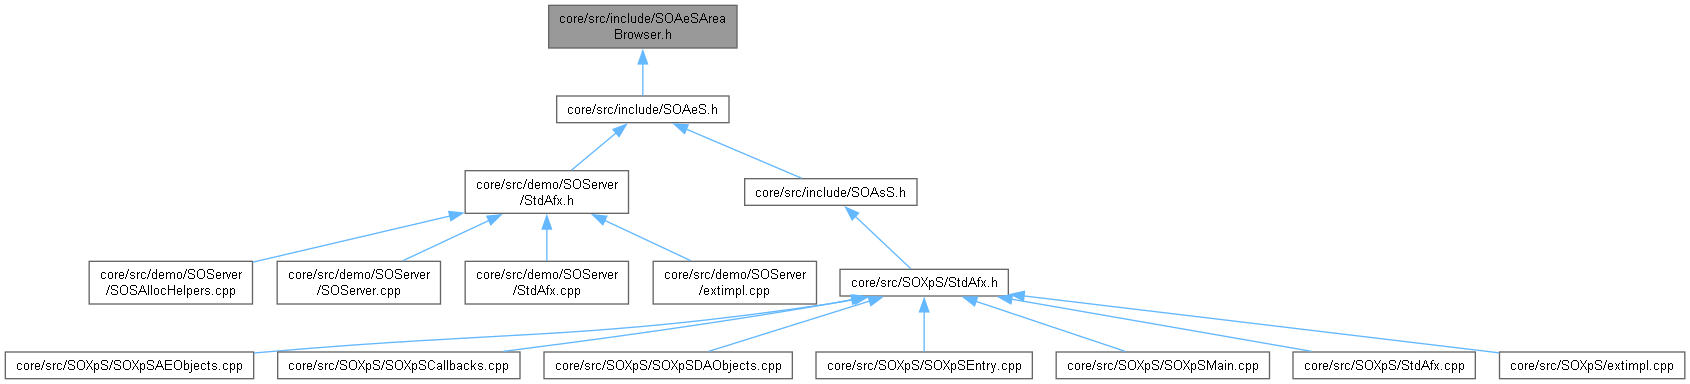 core/src/include/SOAeSArea
Browser.h
core/src/include/SOAeS.h
core/src/demo/SOServer
/StdAfx.h
core/src/include/SOAsS.h
core/src/demo/SOServer
/SOSAllocHelpers.cpp
core/src/demo/SOServer
/SOServer.cpp
core/src/demo/SOServer
/StdAfx.cpp
core/src/demo/SOServer
/extimpl.cpp
core/src/SOXpS/StdAfx.h
core/src/SOXpS/SOXpSAEObjects.cpp
core/src/SOXpS/SOXpSCallbacks.cpp
core/src/SOXpS/SOXpSDAObjects.cpp
core/src/SOXpS/SOXpSEntry.cpp
core/src/SOXpS/SOXpSMain.cpp
core/src/SOXpS/StdAfx.cpp
core/src/SOXpS/extimpl.cpp